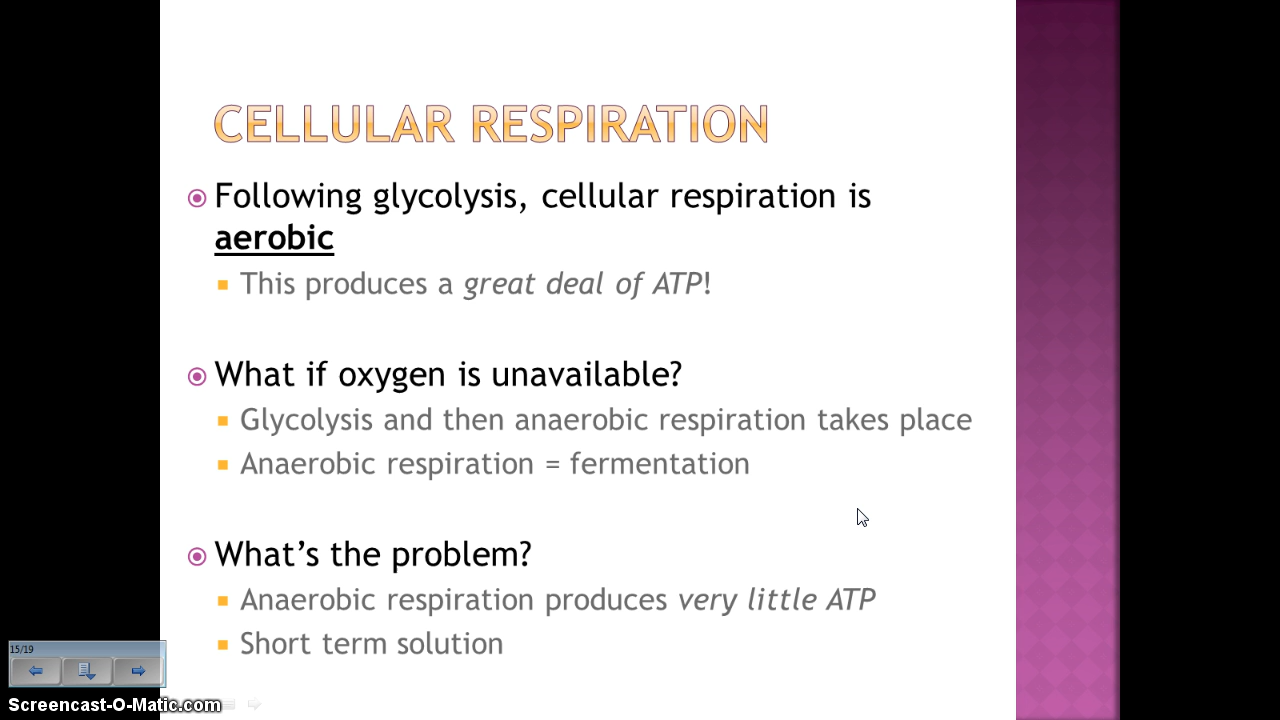 CELLULAR RESPIRATION
Following glycolysis, cellular respiration is
aerobic
This produces a great deal of ATP!
What if oxygen is unavailable?
Glycolysis and then anaerobic respiration takes place
Anaerobic respiration = fermentation
What’s the problem?
Anaerobic respiration produces very little ATP
Short term solution
15/19
Screencast-O-Matic.com